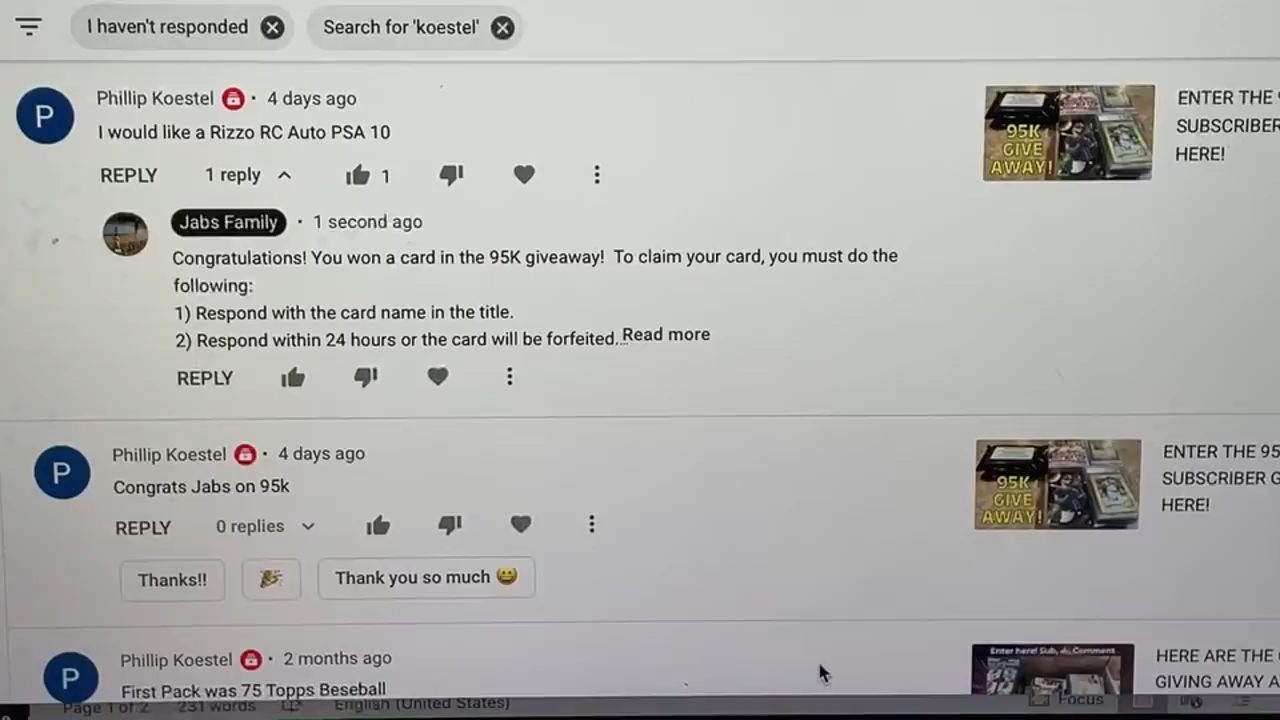 I haven't responded
Search for 'koestel'
P
Phillip Koestel · 4 days ago
I would like a Rizzo RC Auto PSA 10
REPLY 1 reply 1
95K
GIVE
AWAY!
ENTER THE
SUBSCRIBER
HERE!
Jabs Family · 1 second ago
Congratulations! You won a card in the 95K giveaway! To claim your card, you must do the
following:
1) Respond with the card name in the title.
2) Respond within 24 hours or the card will be forfeited...Read more
REPLY
P
Phillip Koestel · 4 days ago
Congrats Jabs on 95k
REPLY 0 replies
Thanks!!
Thank you so much
95K
GIVE
AWAY!
ENTER THE 95
SUBSCRIBER G
HERE!
P
Phillip Koestel · 2 months ago
First Pack was 75 Topps Beseball
Enter here! Sub, Comment
HERE ARE THE
GIVING AWAY A
Page 1 of 2 231 words English (United States)
Focus